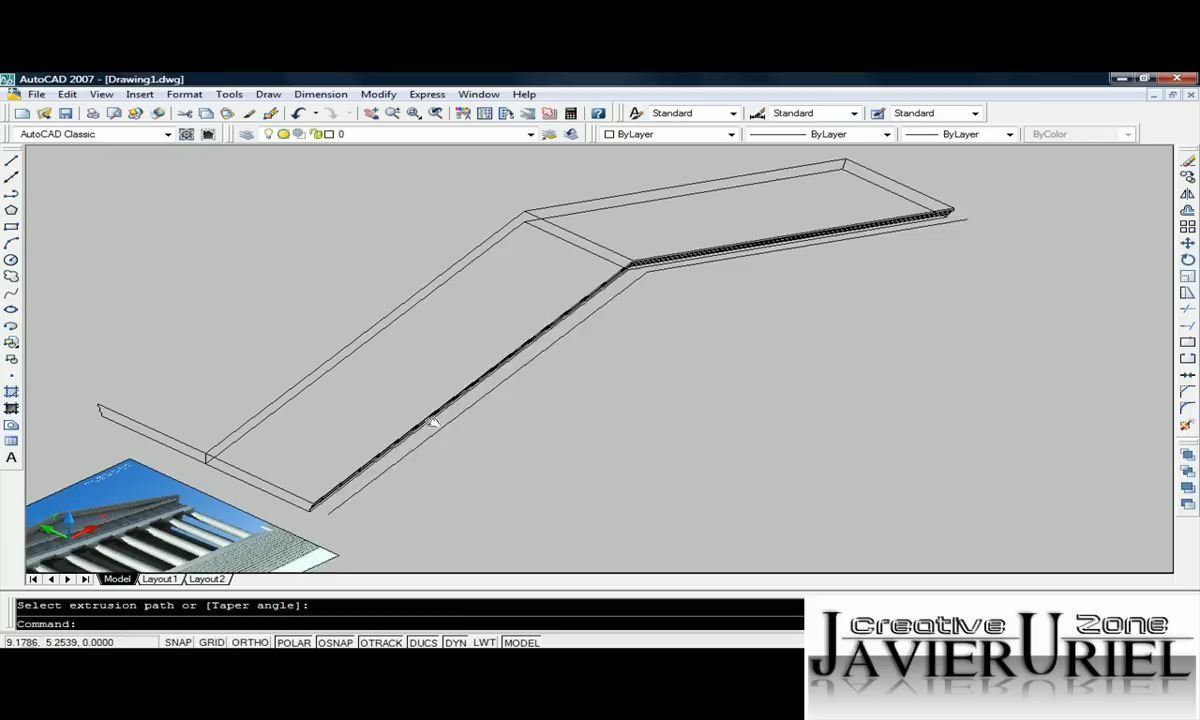 AutoCAD 2007 - [Drawing1.dwg]
File Edit View Insert Format Tools Draw Dimension Modify Express Window Help
Standard Standard Standard
AutoCAD Classic 0 ByLayer ByLayer ByLayer ByColor
A
Model Layout1 Layout2
Select extrusion path or [Taper angle]:
Command:
9.1786, 5.2539, 0.0000 SNAP GRID ORTHO POLAR OSNAP OTRACK DUCS DYN LWT MODEL
Creative Zone
JAVIER URIEL